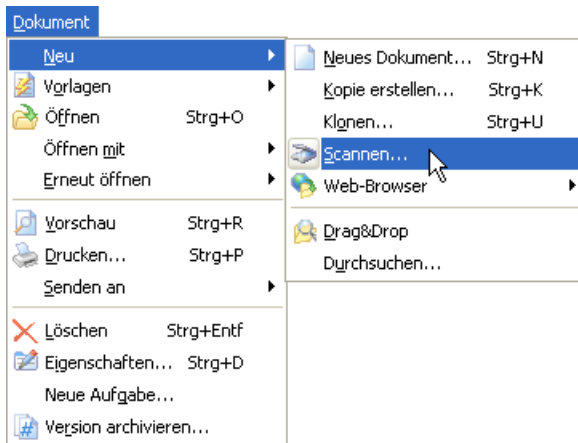 Dokument
Neu
Vorlagen
Öffnen Strg+O
Öffnen mit
Erneut öffnen
Vorschau Strg+R
Drucken... Strg+P
Senden an
Löschen Strg+Entf
Eigenschaften... Strg+D
Neue Aufgabe...
Version archivieren...
Neues Dokument... Strg+N
Kopie erstellen... Strg+K
Klonen... Strg+U
Scannen...
Web-Browser
Drag&Drop
Durchsuchen...